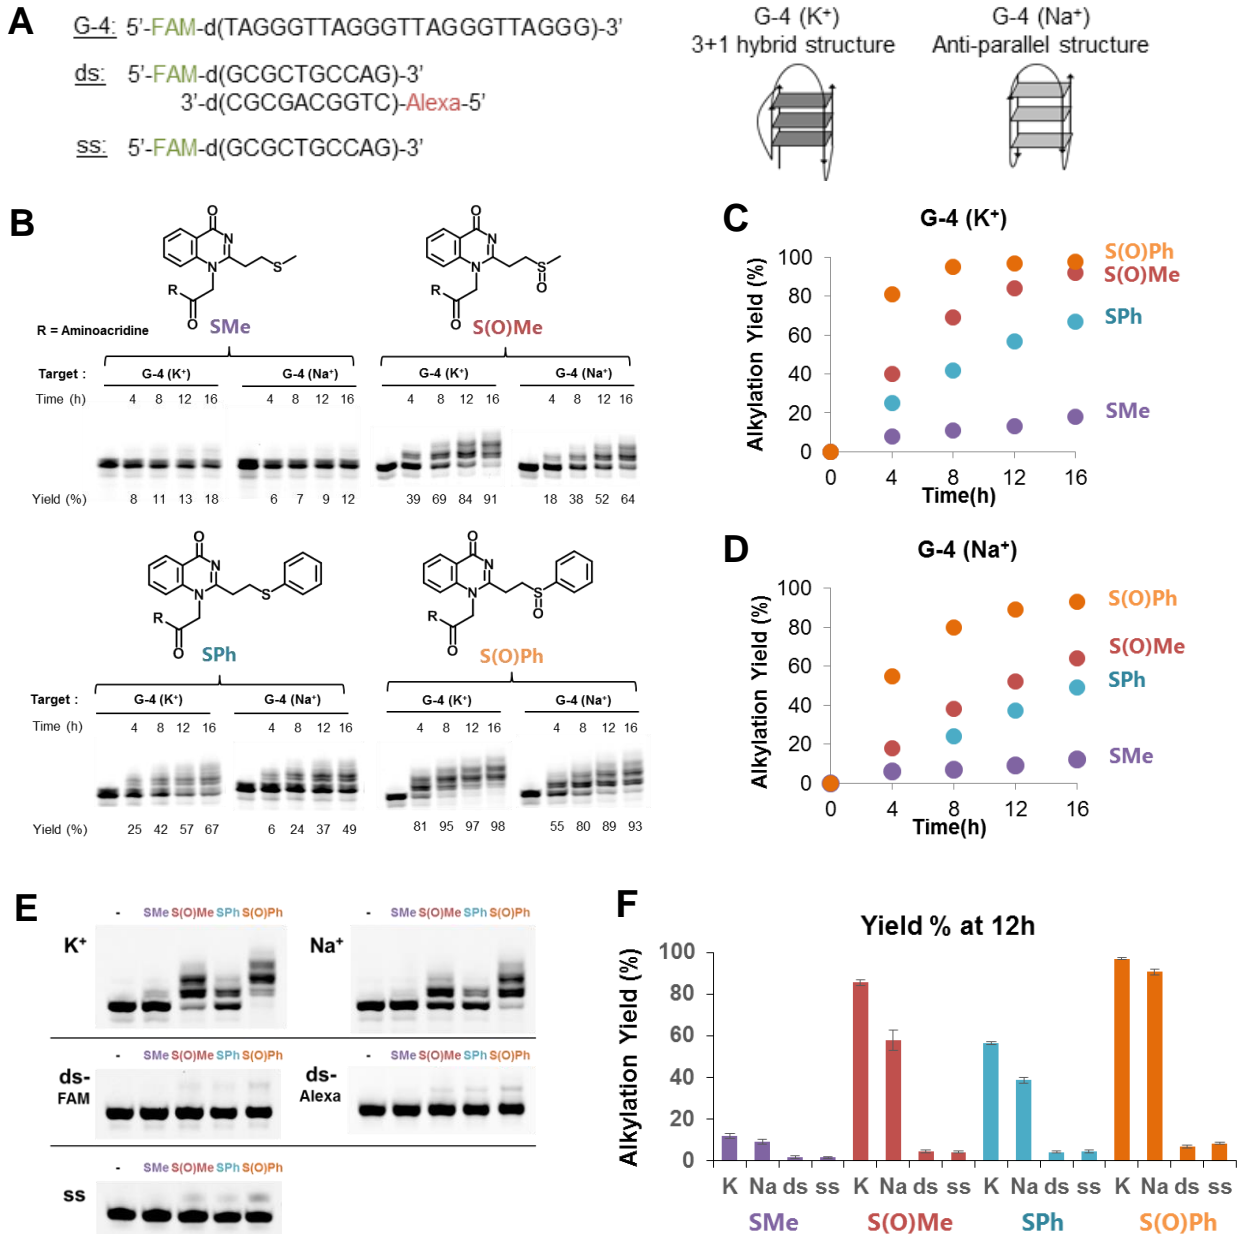 A
G-4: 5'-FAM-d(TAGGGTTAGGGTTAGGGTTAGGG)-3'
ds: 5'-FAM-d(GCGCTGCCAG)-3'
3'-d(CGCGACGGTC)-Alexa-5'
ss: 5'-FAM-d(GCGCTGCCAG)-3'
G-4 (K⁺)
3+1 hybrid structure
G-4 (Na⁺)
Anti-parallel structure
B
O
N
N
S
R
O
R = Aminoacridine
SMe
O
N
N
S
O
R
O
S(O)Me
Target : G-4 (K⁺) G-4 (Na⁺) G-4 (K⁺) G-4 (Na⁺)
Time (h) 4 8 12 16 4 8 12 16 4 8 12 16 4 8 12 16
Yield (%) 8 11 13 18 6 7 9 12 39 69 84 91 18 38 52 64
O
N
N
S
R
O
SPh
O
N
N
S
O
R
O
S(O)Ph
Target : G-4 (K⁺) G-4 (Na⁺) G-4 (K⁺) G-4 (Na⁺)
Time (h) 4 8 12 16 4 8 12 16 4 8 12 16 4 8 12 16
Yield (%) 25 42 57 67 6 24 37 49 81 95 97 98 55 80 89 93
C
G-4 (K⁺)
Alkylation Yield (%)
100
80
60
40
20
0
0 4 8 12 16
Time(h)
S(O)Ph
S(O)Me
SPh
SMe
D
G-4 (Na⁺)
Alkylation Yield (%)
100
80
60
40
20
0
0 4 8 12 16
Time(h)
S(O)Ph
S(O)Me
SPh
SMe
E
- SMe S(O)Me SPh S(O)Ph
K⁺
- SMe S(O)Me SPh S(O)Ph
Na⁺
- SMe S(O)Me SPh S(O)Ph
ds-
FAM
- SMe S(O)Me SPh S(O)Ph
ds-
Alexa
- SMe S(O)Me SPh S(O)Ph
ss
F
Yield % at 12h
Alkylation Yield (%)
100
80
60
40
20
0
K Na ds ss K Na ds ss K Na ds ss K Na ds ss
SMe S(O)Me SPh S(O)Ph